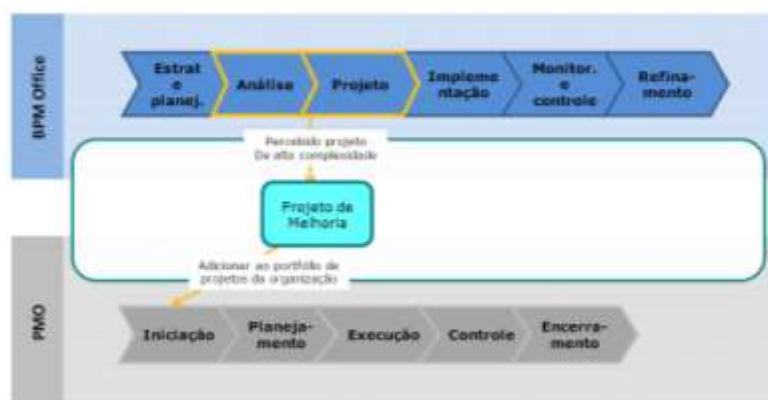 BPM Office
Estrat
e
planej.
Análise
Projeto
Impleme
ntação
Monitor.
e
controle
Refina-
mento
Percebido projeto
De alta complexidade
Projeto de
Melhoria
Adicionar ao portfólio de
projetos da organização
PMO
Iniciação
Planeja-
mento
Execução
Controle
Encerra-
mento